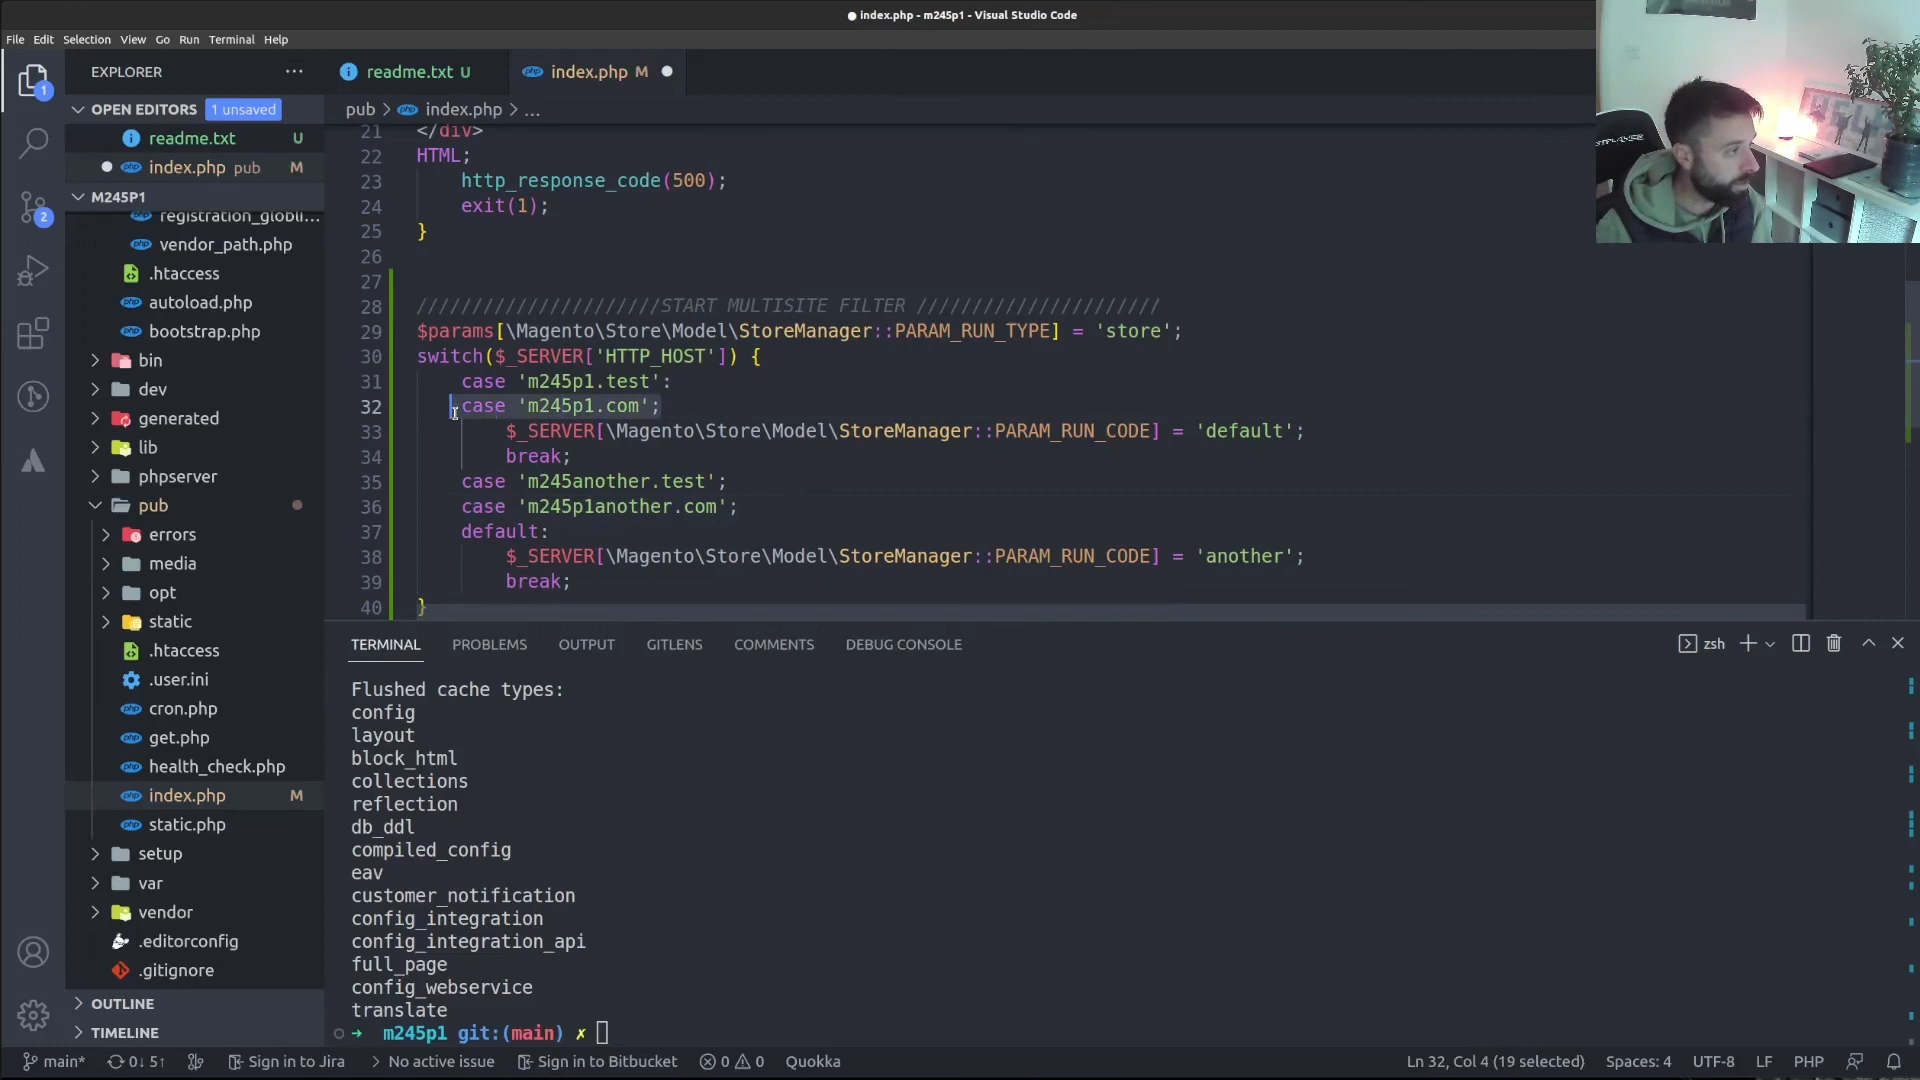 index.php - m245p1 - Visual Studio Code
File Edit Selection View Go Run Terminal Help
EXPLORER
readme.txt U
index.php M
OPEN EDITORS 1 unsaved
readme.txt U
index.php pub M
M245P1
registration_globli...
vendor_path.php
.htaccess
autoload.php
bootstrap.php
bin
dev
generated
lib
phpserver
pub
errors
media
opt
static
.htaccess
.user.ini
cron.php
get.php
health_check.php
index.php M
static.php
setup
var
vendor
.editorconfig
.gitignore
OUTLINE
TIMELINE
1
2
pub > index.php > ...
21 </div>
22 HTML;
23 http_response_code(500);
24 exit(1);
25 }
26
27
28 //////////////////////START MULTISITE FILTER //////////////////////
29 $params[\Magento\Store\Model\StoreManager::PARAM_RUN_TYPE] = 'store';
30 switch($_SERVER['HTTP_HOST']) {
31 case 'm245p1.test':
32 case 'm245p1.com';
33 $_SERVER[\Magento\Store\Model\StoreManager::PARAM_RUN_CODE] = 'default';
34 break;
35 case 'm245another.test';
36 case 'm245p1another.com';
37 default:
38 $_SERVER[\Magento\Store\Model\StoreManager::PARAM_RUN_CODE] = 'another';
39 break;
40 }
TERMINAL PROBLEMS OUTPUT GITLENS COMMENTS DEBUG CONSOLE
zsh
Flushed cache types:
config
layout
block_html
collections
reflection
db_ddl
compiled_config
eav
customer_notification
config_integration
config_integration_api
full_page
config_webservice
translate
→ m245p1 git:(main) ✗
main* 0↓ 5↑ Sign in to Jira No active issue Sign in to Bitbucket 0 0 Quokka Ln 32, Col 4 (19 selected) Spaces: 4 UTF-8 LF PHP